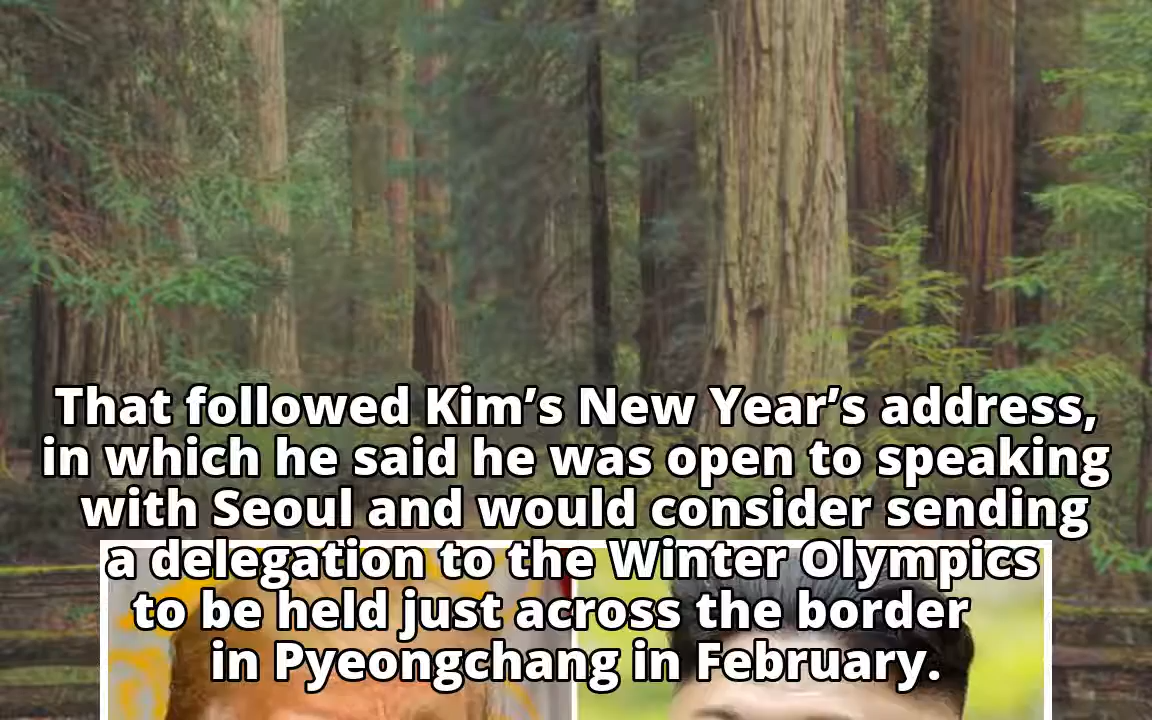 That followed Kim’s New Year’s address,
in which he said he was open to speaking
with Seoul and would consider sending
a delegation to the Winter Olympics
to be held just across the border
in Pyeongchang in February.